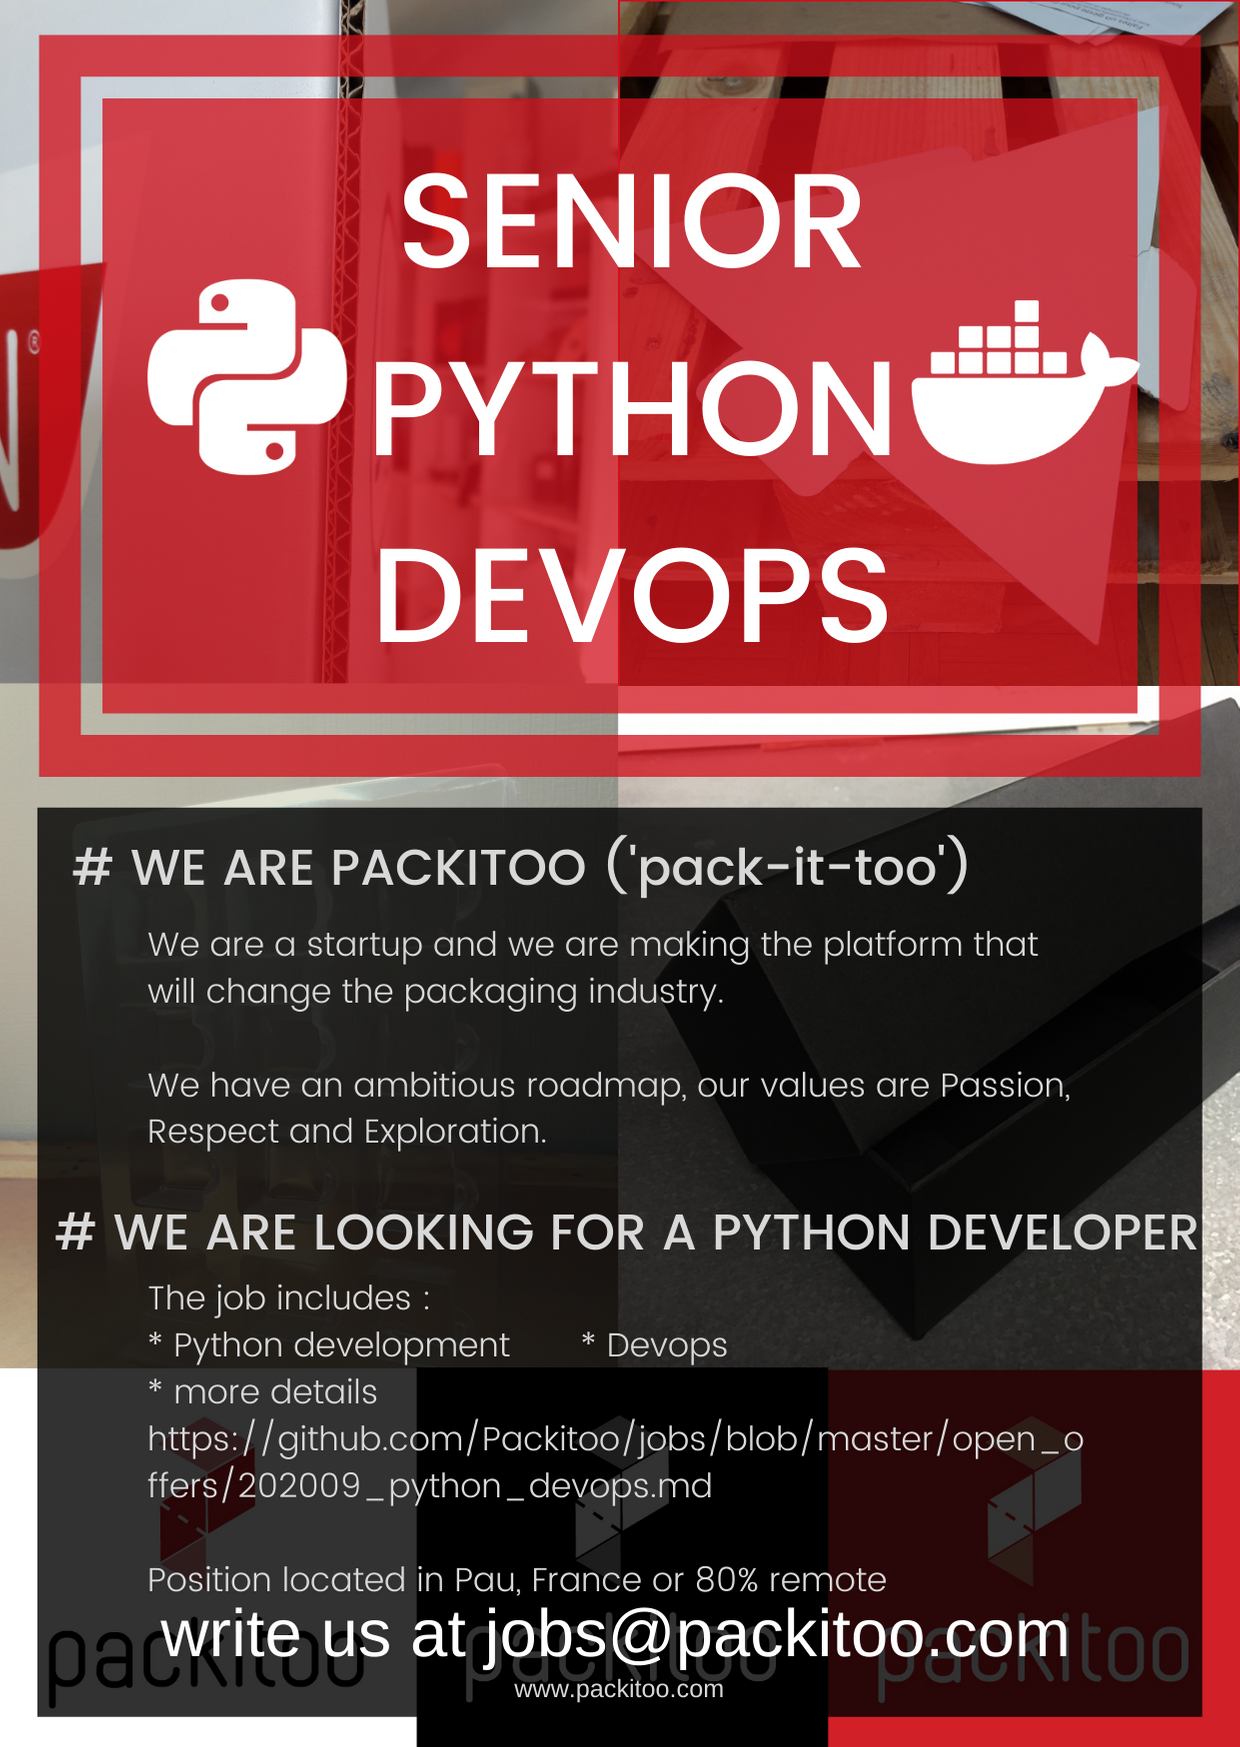 SENIOR
PYTHON
DEVOPS
®
# WE ARE PACKITOO ('pack-it-too')
We are a startup and we are making the platform that
will change the packaging industry.
We have an ambitious roadmap, our values are Passion,
Respect and Exploration.
# WE ARE LOOKING FOR A PYTHON DEVELOPER
The job includes :
* Python development * Devops
* more details
https://github.com/Packitoo/jobs/blob/master/open_o
ffers/202009_python_devops.md
Position located in Pau, France or 80% remote
write us at jobs@packitoo.com
packitoo packitoo packitoo
www.packitoo.com